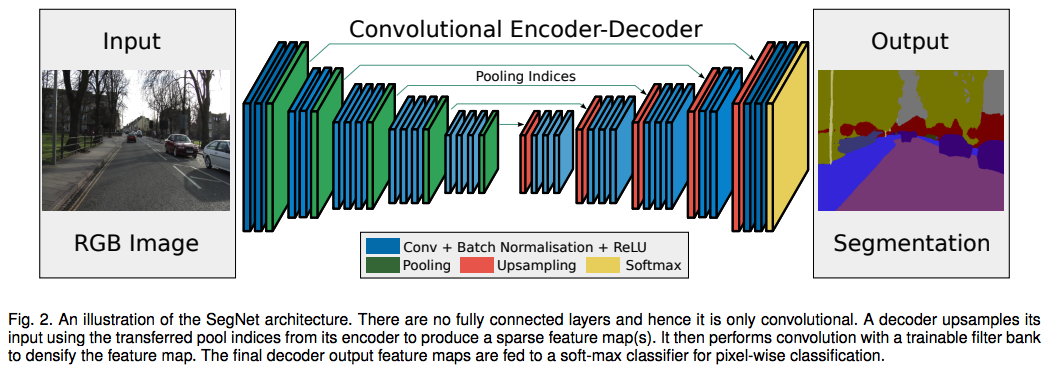 Input
Convolutional Encoder-Decoder
Output
Pooling Indices
RGB Image
Segmentation
Conv + Batch Normalisation + ReLU
Pooling
Upsampling
Softmax
Fig. 2. An illustration of the SegNet architecture. There are no fully connected layers and hence it is only convolutional. A decoder upsamples its
input using the transferred pool indices from its encoder to produce a sparse feature map(s). It then performs convolution with a trainable filter bank
to densify the feature map. The final decoder output feature maps are fed to a soft-max classifier for pixel-wise classification.